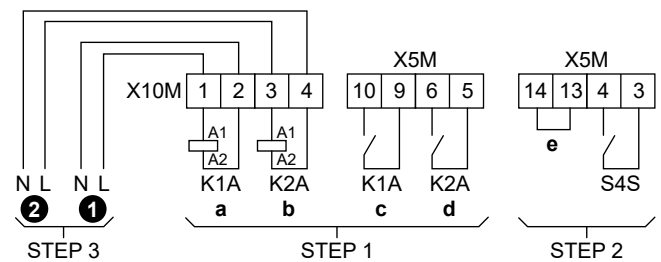 X5M X5M
X10M 1 2 3 4 10 9 6 5 14 13 4 3
A1 A1 e
A2 A2
N L N L K1A K2A K1A K2A S4S
2 1 a b c d
STEP 3 STEP 1 STEP 2